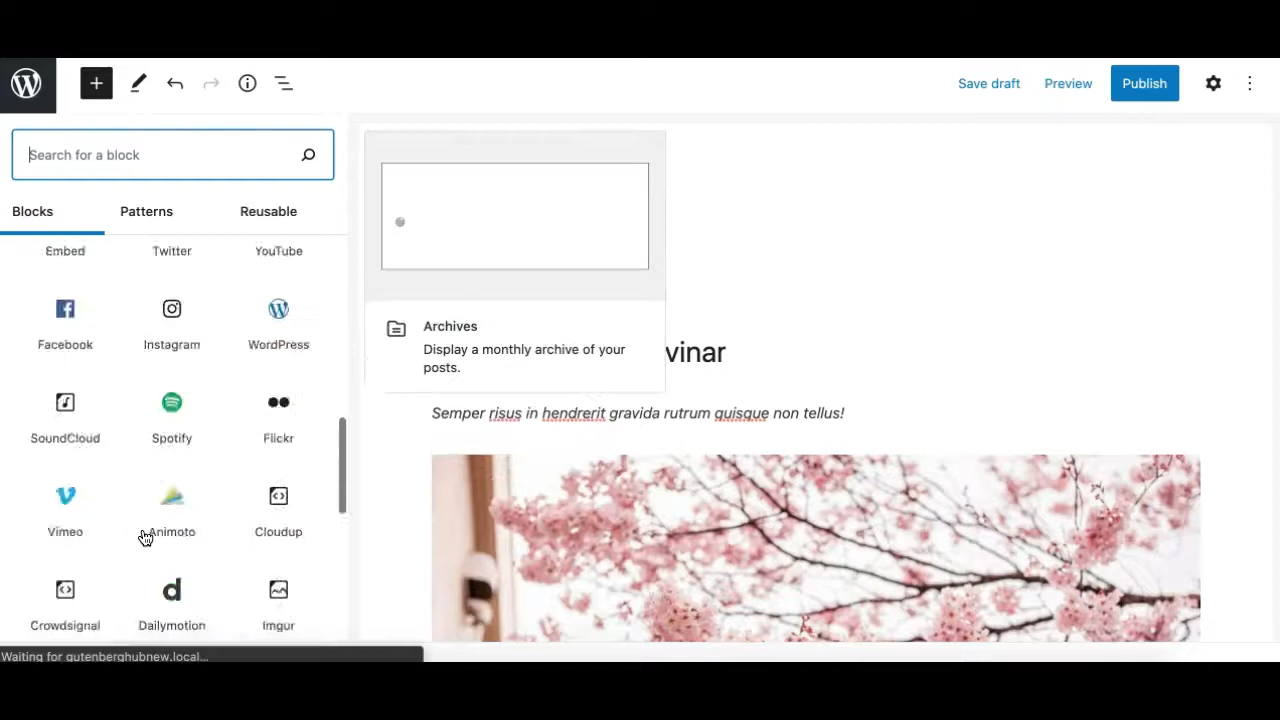 Save draft
Preview
Publish
Search for a block
Blocks
Patterns
Reusable
Embed
Twitter
YouTube
Facebook
Instagram
WordPress
SoundCloud
Spotify
Flickr
Vimeo
Animoto
Cloudup
Crowdsignal
Dailymotion
Imgur
Archives
Display a monthly archive of your
posts.
vinar
Semper risus in hendrerit gravida rutrum quisque non tellus!
Waiting for gutenberghubnew.local...